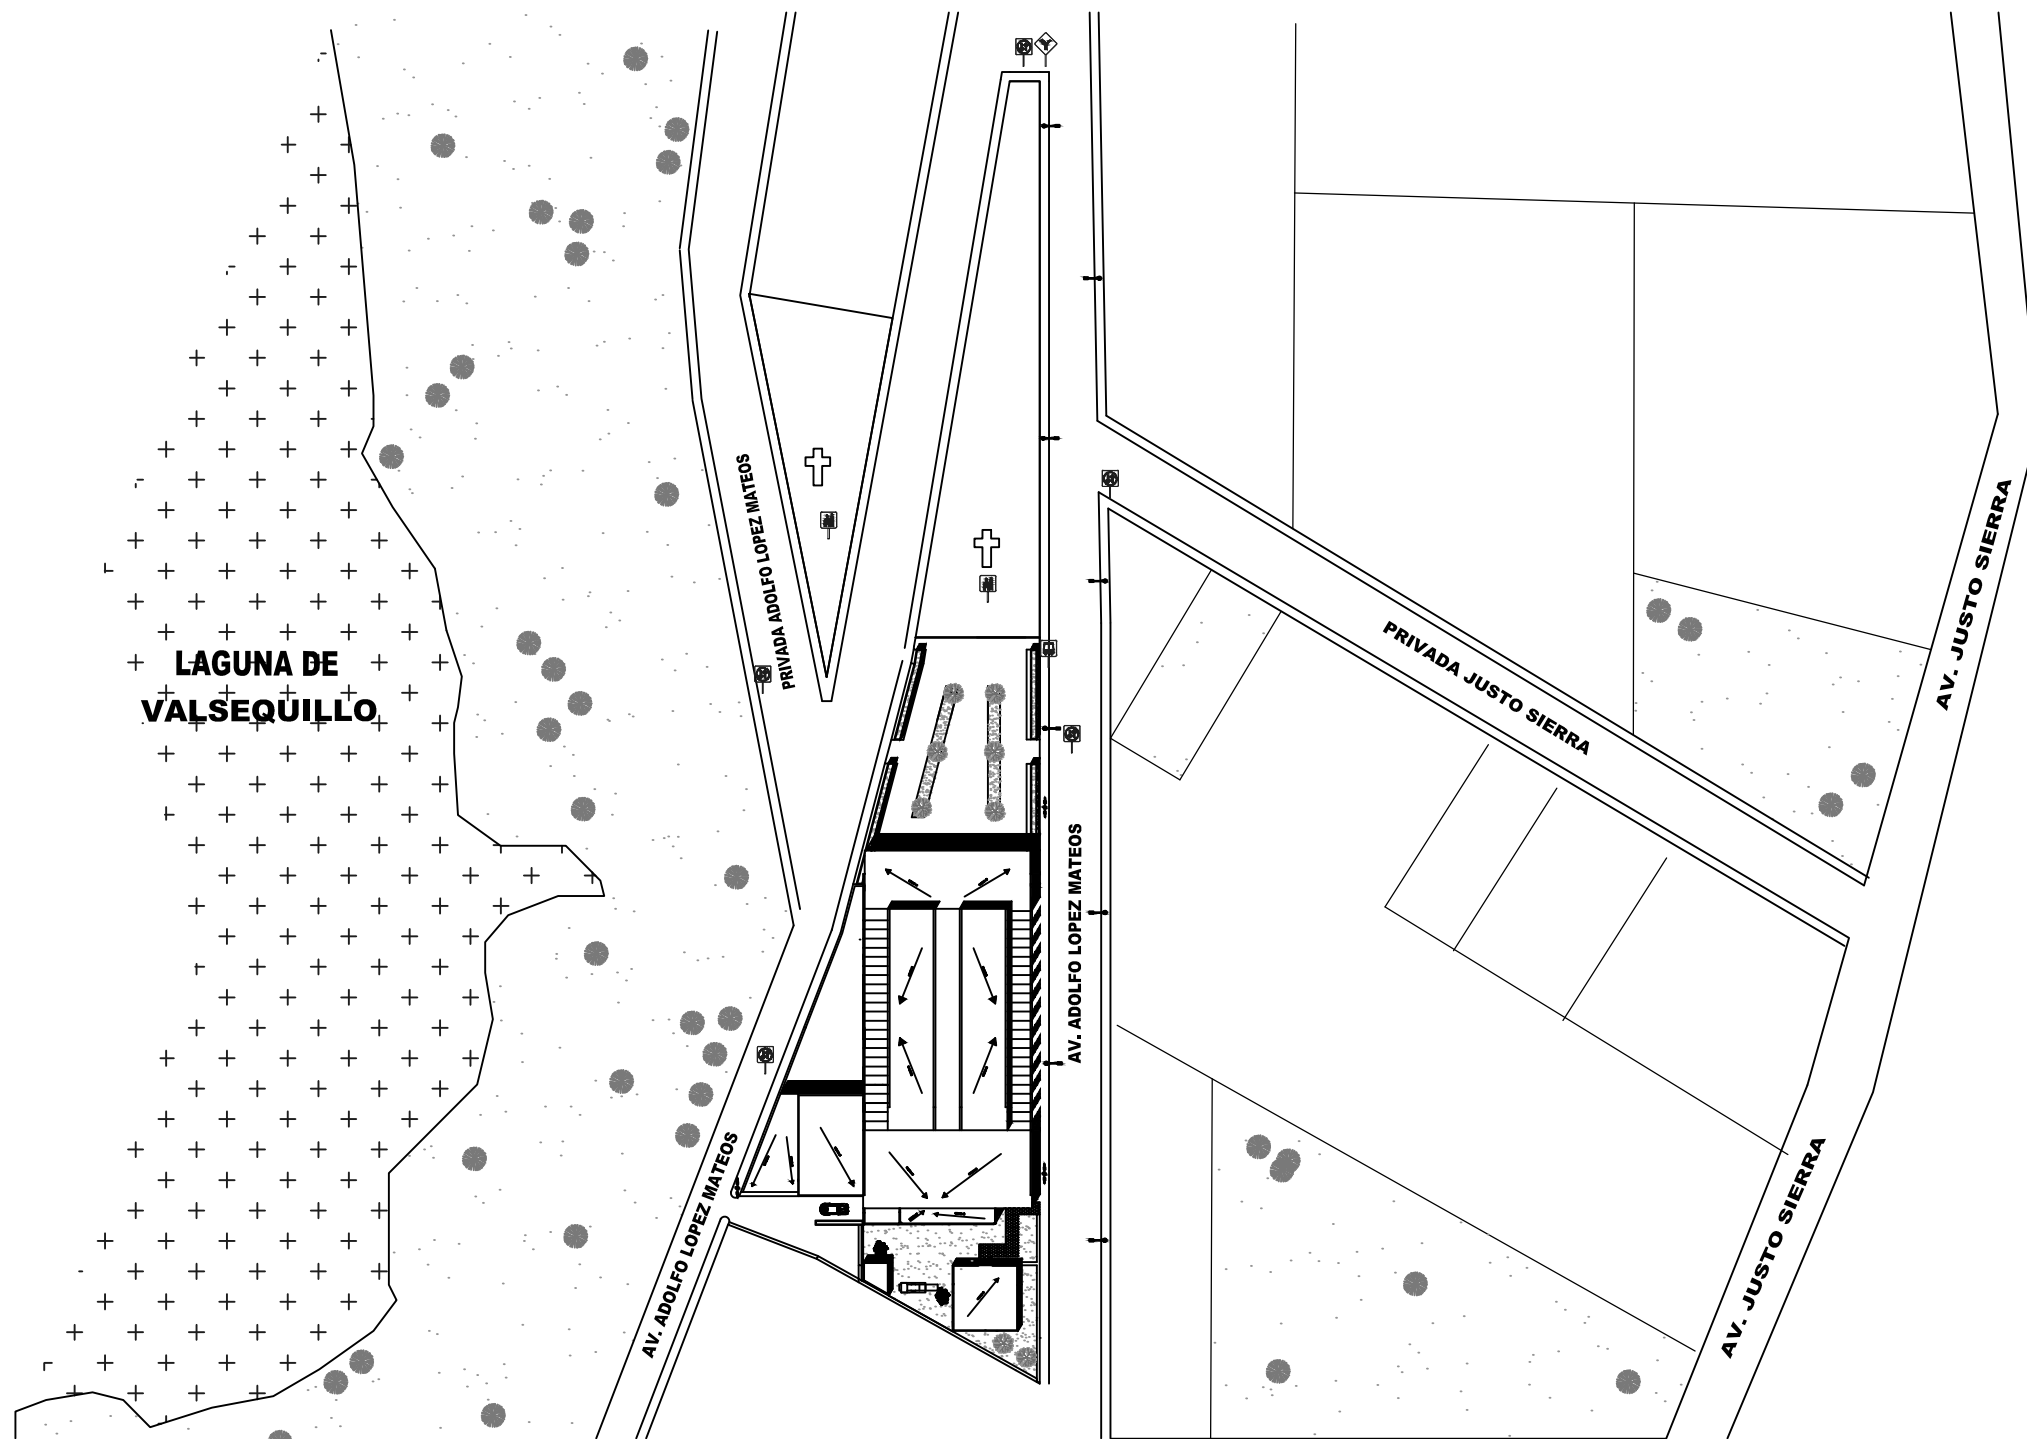 LAGUNA DE
VALSEQUILLO
PRIVADA ADOLFO LOPEZ MATEOS
AV. ADOLFO LOPEZ MATEOS
AV. ADOLFO LOPEZ MATEOS
PRIVADA JUSTO SIERRA
AV. JUSTO SIERRA
AV. JUSTO SIERRA